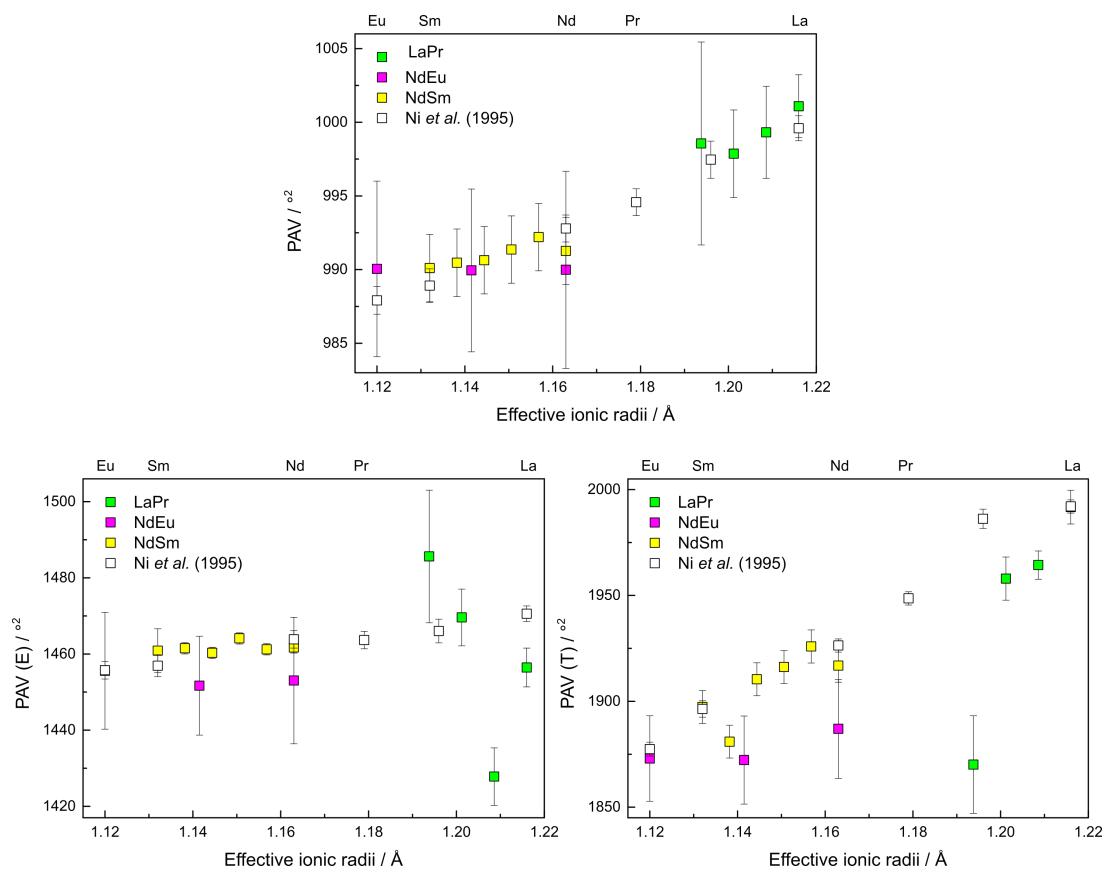 Eu Sm Nd Pr La
LaPr
NdEu
NdSm
Ni et al. (1995)
1005
1000
995
990
985
PAV / °²
1.12 1.14 1.16 1.18 1.20 1.22
Effective ionic radii / Å
Eu Sm Nd Pr La
LaPr
NdEu
NdSm
Ni et al. (1995)
1500
1480
1460
1440
1420
PAV (E) / °²
1.12 1.14 1.16 1.18 1.20 1.22
Effective ionic radii / Å
Eu Sm Nd Pr La
LaPr
NdEu
NdSm
Ni et al. (1995)
2000
1950
1900
1850
PAV (T) / °²
1.12 1.14 1.16 1.18 1.20 1.22
Effective ionic radii / Å